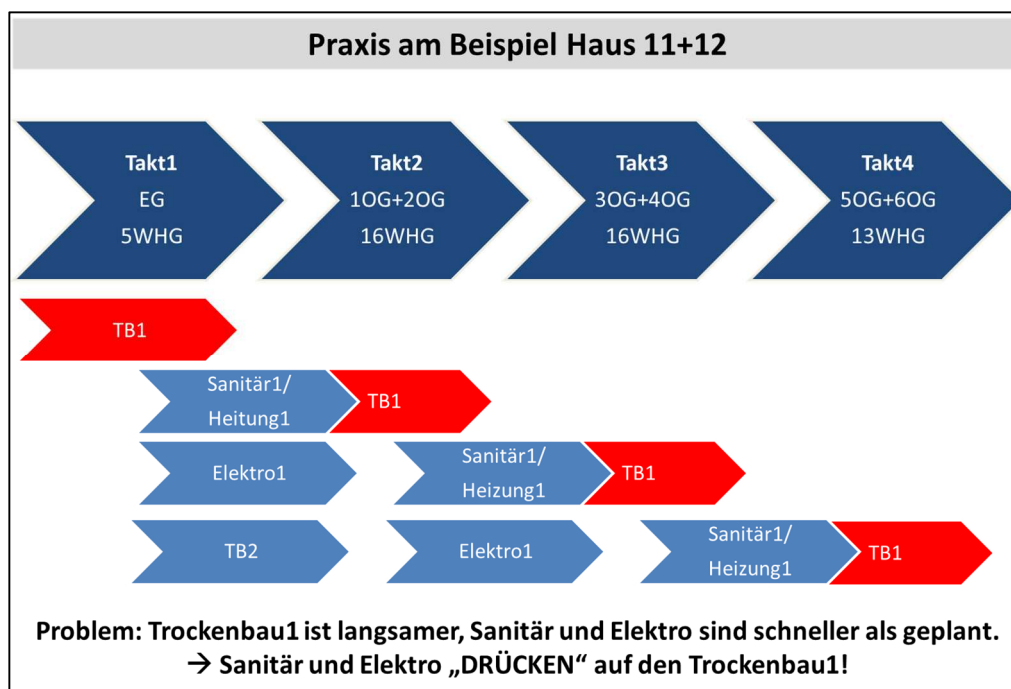 Praxis am Beispiel Haus 11+12
Takt1
EG
5WHG
Takt2
1OG+2OG
16WHG
Takt3
3OG+4OG
16WHG
Takt4
5OG+6OG
13WHG
TB1
Sanitär1/
Heitung1
TB1
Elektro1
Sanitär1/
Heizung1
TB1
TB2
Elektro1
Sanitär1/
Heizung1
TB1
Problem: Trockenbau1 ist langsamer, Sanitär und Elektro sind schneller als geplant.
→ Sanitär und Elektro „DRÜCKEN“ auf den Trockenbau1!